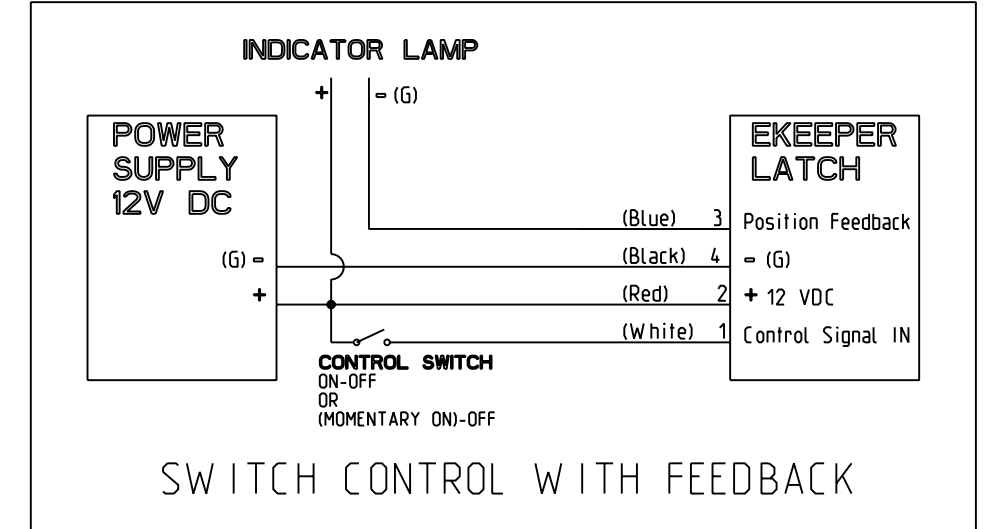 INDICATOR LAMP
+ - (G)
POWER
SUPPLY
12V DC
(G) -
+
EKEEPER
LATCH
(Blue) 3 Position Feedback
(Black) 4 - (G)
(Red) 2 + 12 VDC
(White) 1 Control Signal IN
CONTROL SWITCH
ON-OFF
OR
(MOMENTARY ON)-OFF
SWITCH CONTROL WITH FEEDBACK